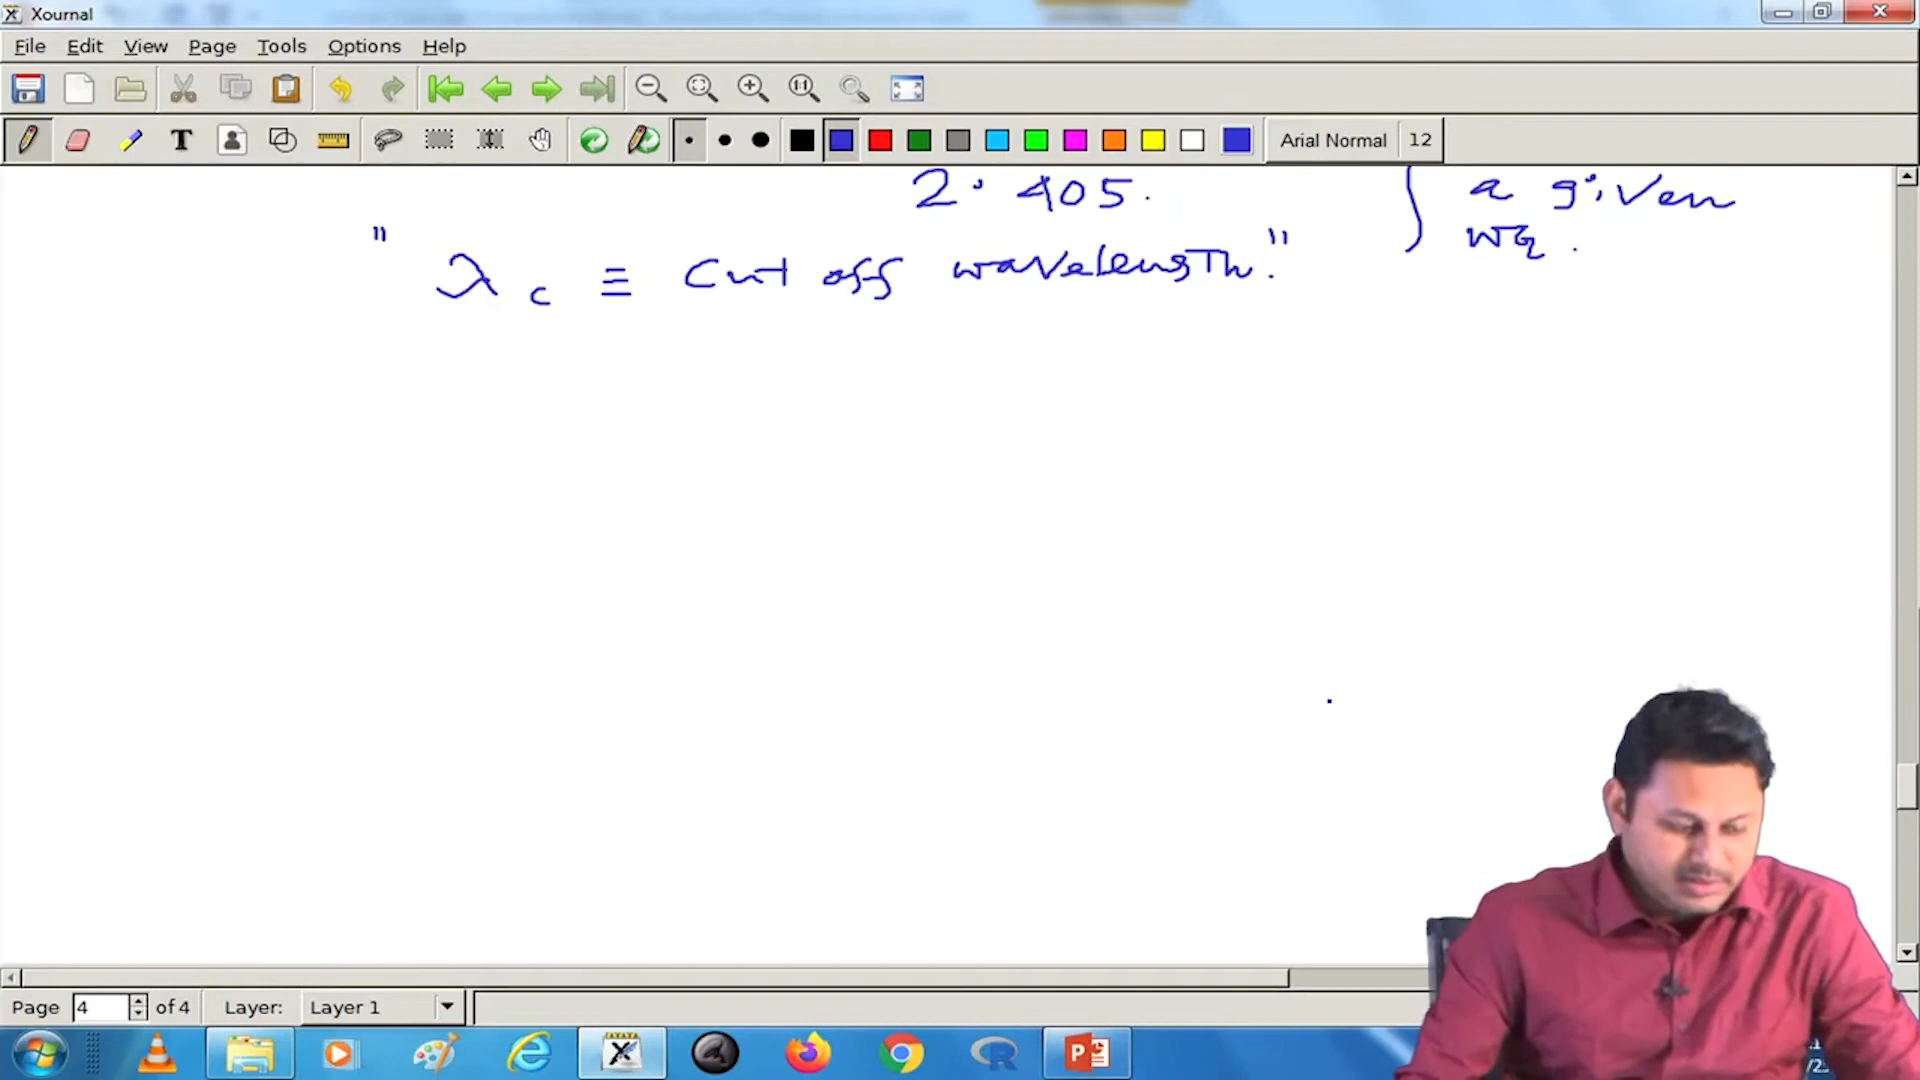 Xournal
File Edit View Page Tools Options Help
Arial Normal 12
2.405.
a given
wg.
" λc ≡ Cut off wavelength."
Page 4 of 4 Layer: Layer 1